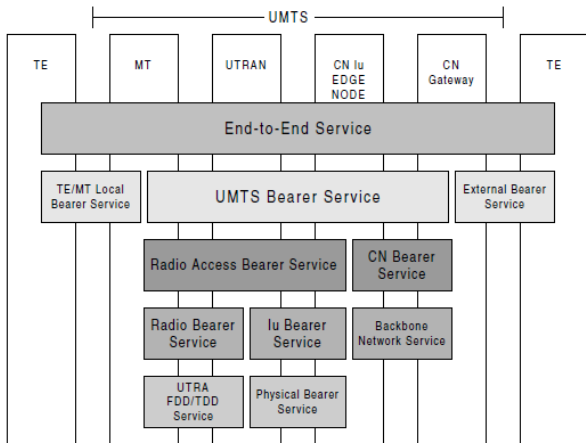 UMTS
TE
MT
UTRAN
CN Iu
EDGE
NODE
CN
Gateway
TE
End-to-End Service
TE/MT Local
Bearer Service
UMTS Bearer Service
External Bearer
Service
Radio Access Bearer Service
CN Bearer
Service
Radio Bearer
Service
Iu Bearer
Service
Backbone
Network Service
UTRA
FDD/TDD
Service
Physical Bearer
Service